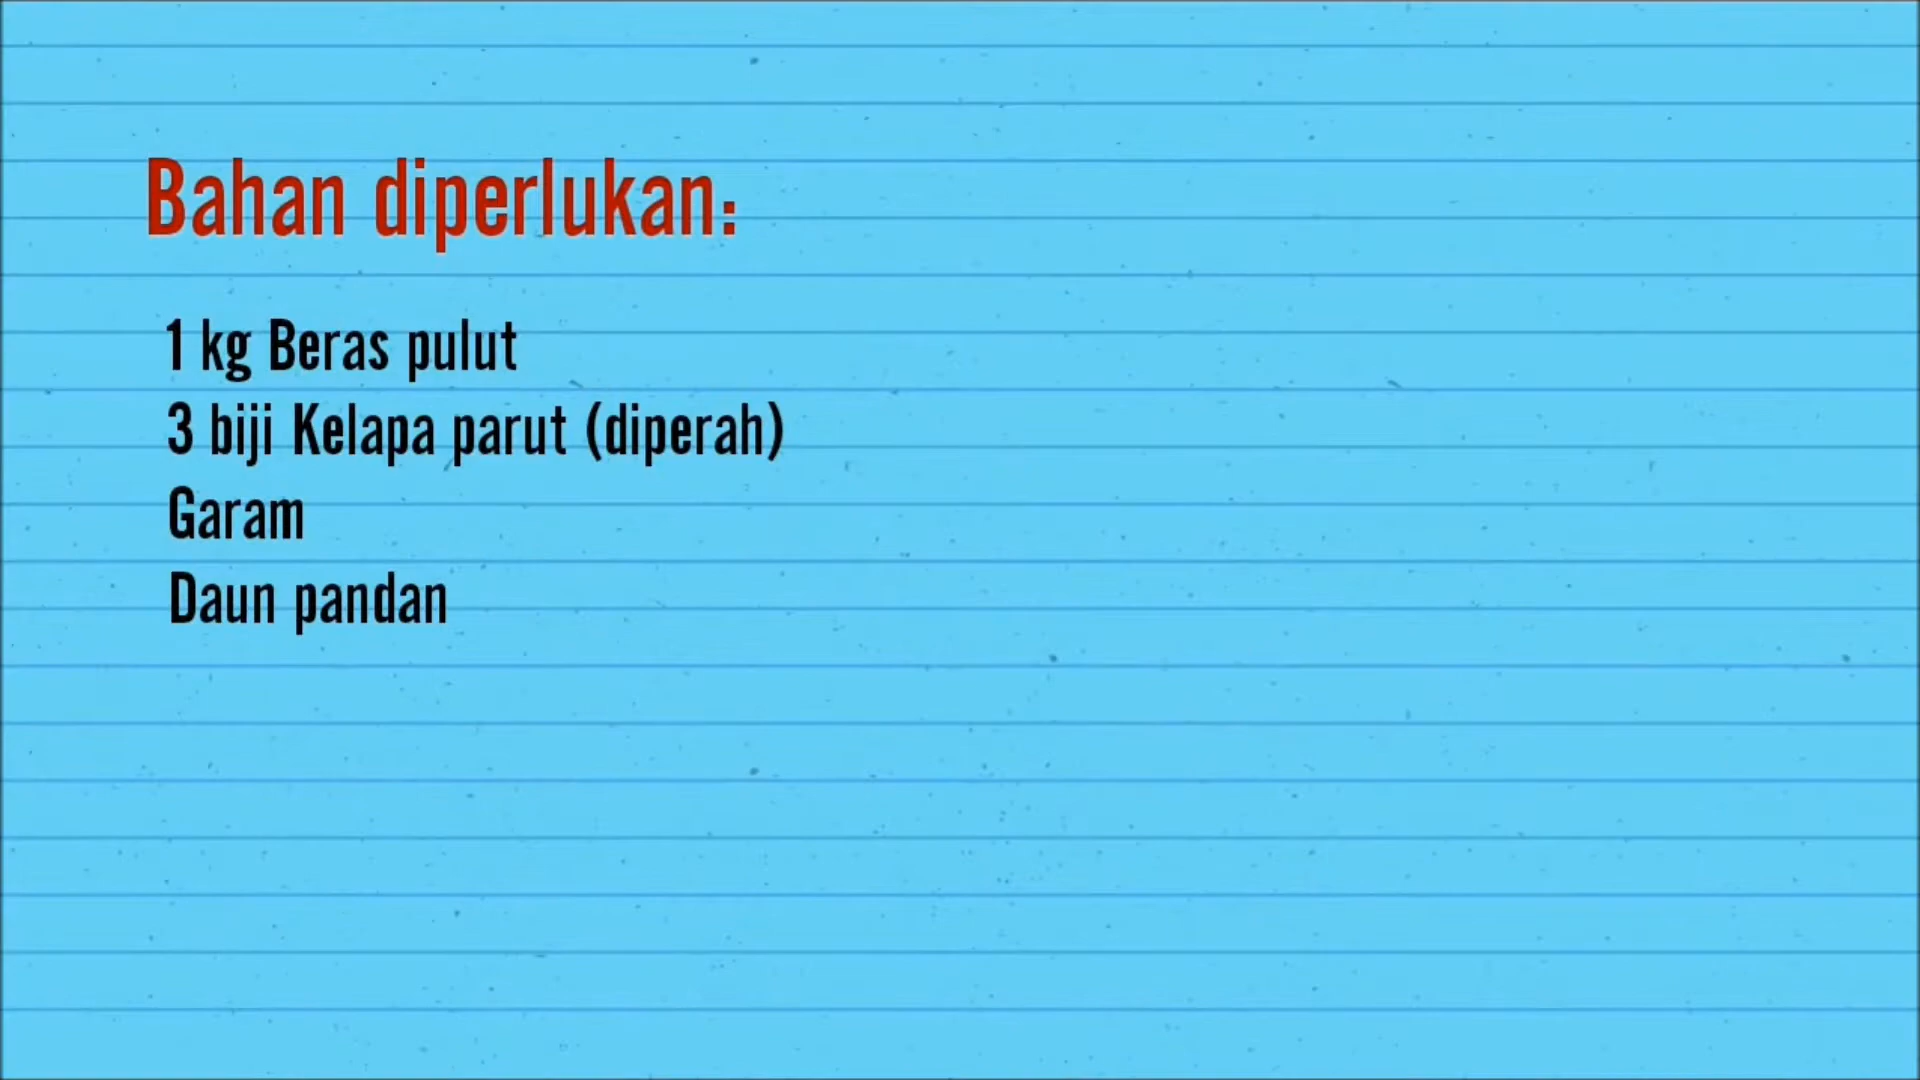 Bahan diperlukan:
1 kg Beras pulut
3 biji Kelapa parut (diperah)
Garam
Daun pandan